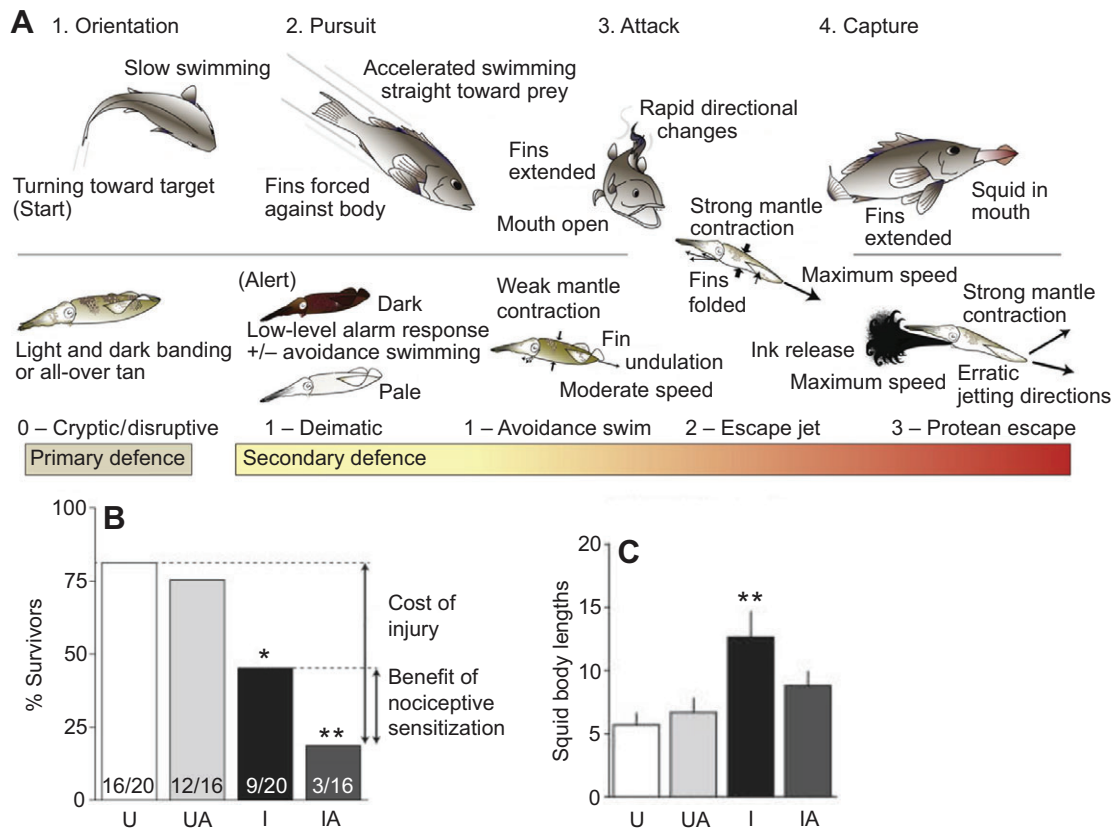 A
1. Orientation
2. Pursuit
3. Attack
4. Capture
Slow swimming
Turning toward target
(Start)
Accelerated swimming
straight toward prey
Fins forced
against body
Rapid directional
changes
Fins
extended
Mouth open
Squid in
mouth
Fins
extended
Light and dark banding
or all-over tan
(Alert)
Dark
Low-level alarm response
+/– avoidance swimming
Pale
Weak mantle
contraction
Fin
undulation
Moderate speed
Strong mantle
contraction
Fins
folded
Maximum speed
Ink release
Maximum speed
Strong mantle
contraction
Erratic
jetting directions
0 – Cryptic/disruptive
1 – Deimatic
1 – Avoidance swim
2 – Escape jet
3 – Protean escape
Primary defence
Secondary defence
B
% Survivors
100
75
50
25
0
*
**
16/20
12/16
9/20
3/16
U
UA
I
IA
Cost of
injury
Benefit of
nociceptive
sensitization
C
Squid body lengths
20
15
10
5
0
**
U
UA
I
IA